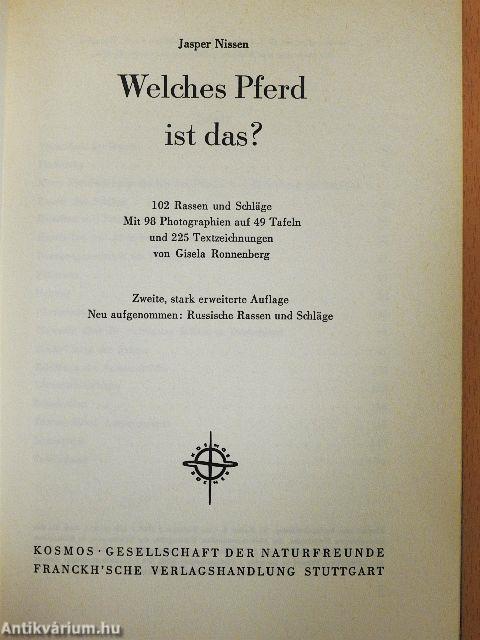 Jasper Nissen
Welches Pferd
ist das?
102 Rassen und Schläge
Mit 98 Photographien auf 49 Tafeln
und 225 Textzeichnungen
von Gisela Ronnenberg
Zweite, stark erweiterte Auflage
Neu aufgenommen: Russische Rassen und Schläge
KOSMOS
KOSMOS · GESELLSCHAFT DER NATURFREUNDE
FRANCKH'SCHE VERLAGSHANDLUNG STUTTGART
Antikvárium.hu